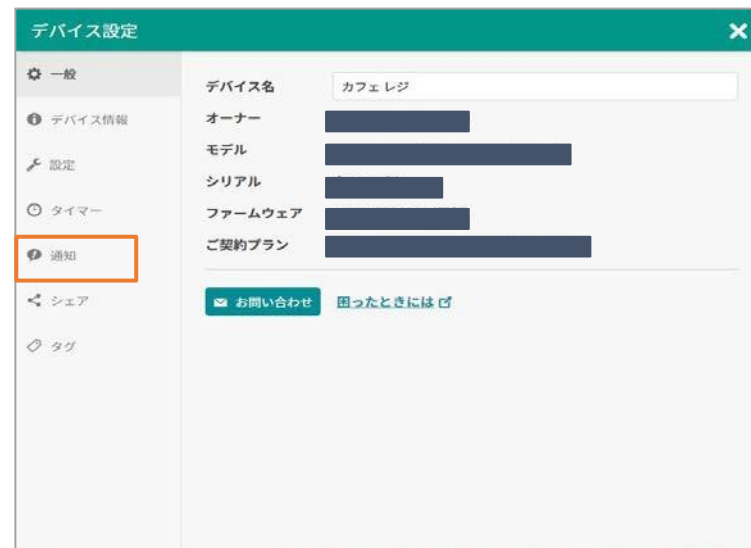 デバイス設定
一般
デバイス情報
設定
タイマー
通知
シェア
タグ
デバイス名 カフェ レジ
オーナー
モデル
シリアル
ファームウェア
ご契約プラン
お問い合わせ 困ったときには